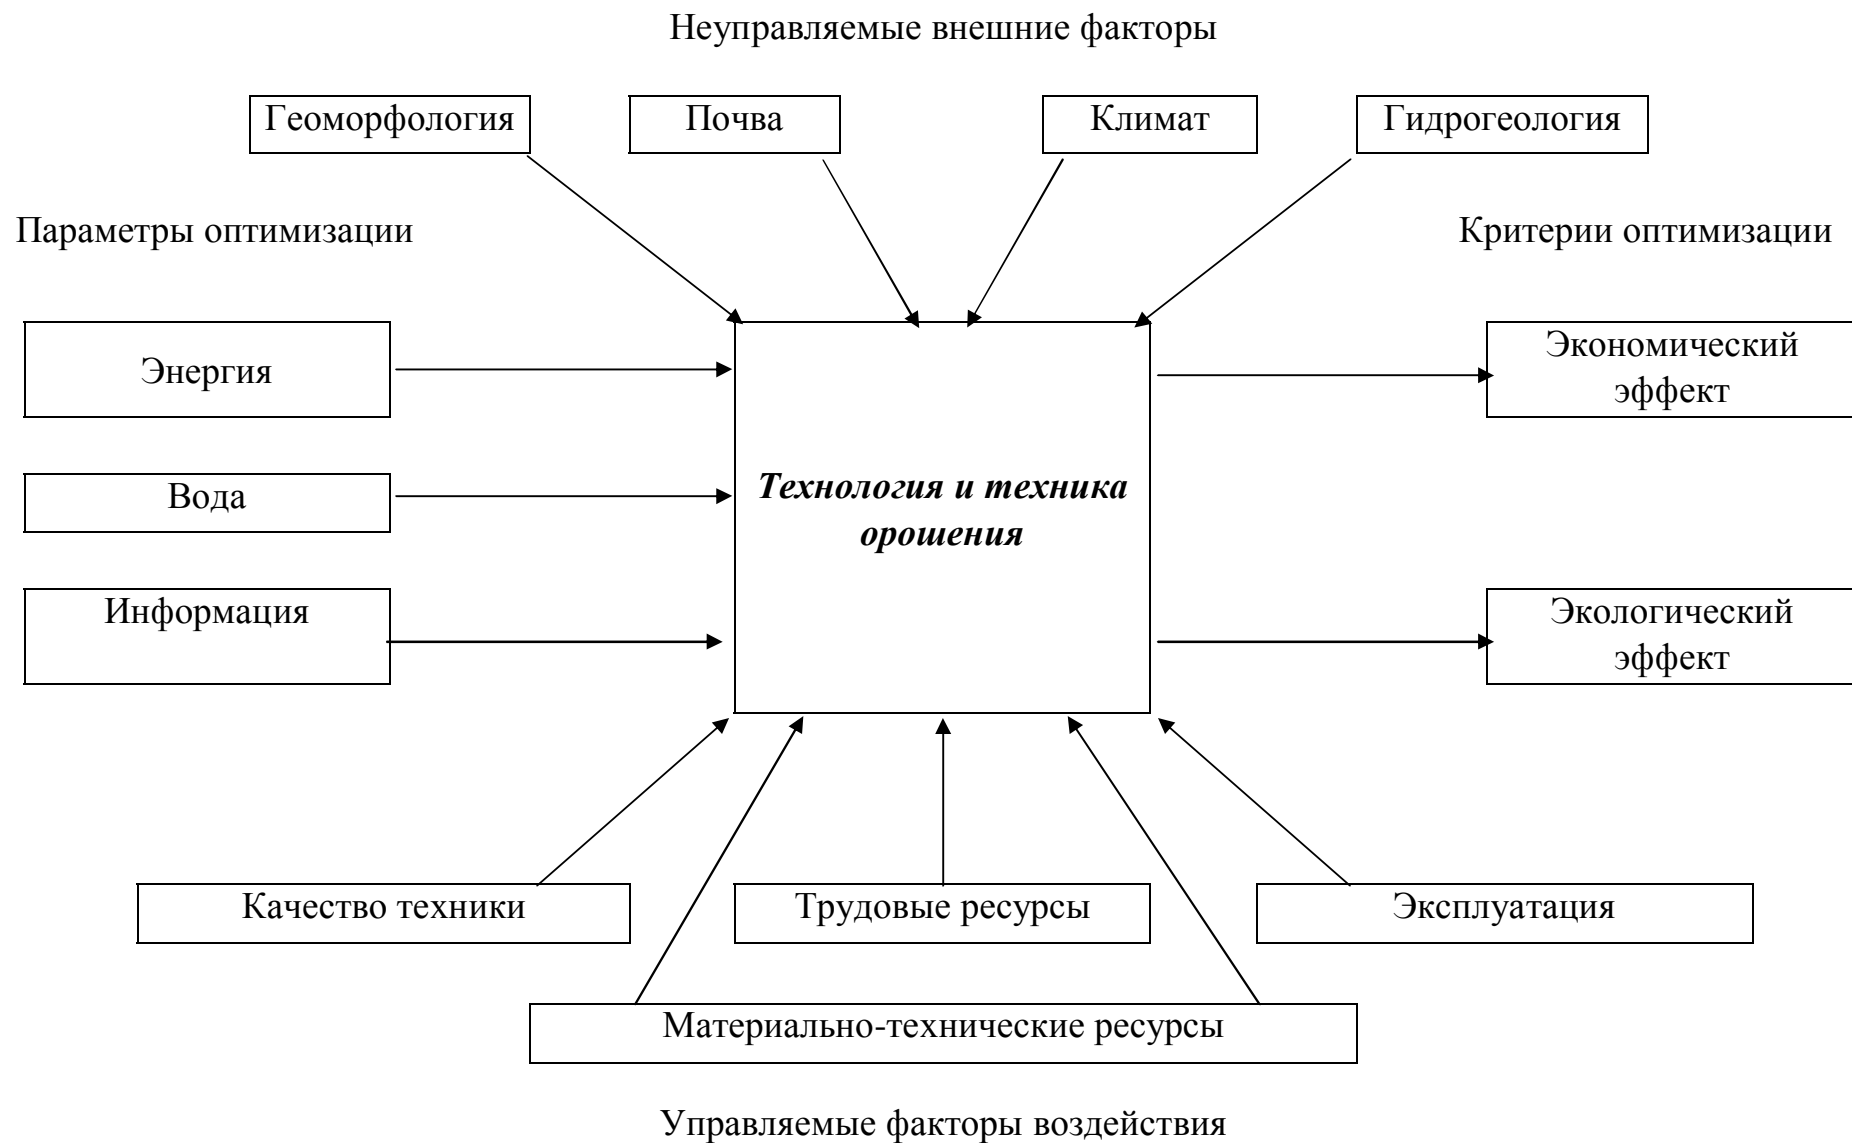 Неуправляемые внешние факторы
Геоморфология
Почва
Климат
Гидрогеология
Параметры оптимизации
Критерии оптимизации
Энергия
Экономический
эффект
Вода
Технология и техника
орошения
Информация
Экологический
эффект
Качество техники
Трудовые ресурсы
Эксплуатация
Материально-технические ресурсы
Управляемые факторы воздействия